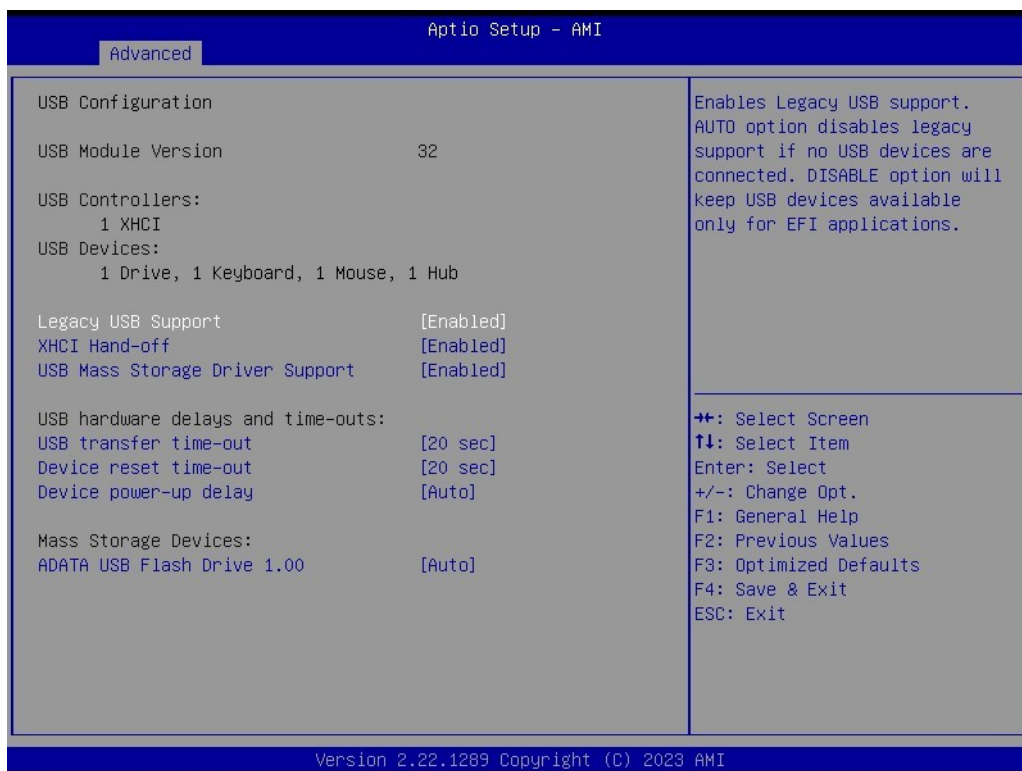 Aptio Setup – AMI
Advanced
USB Configuration
USB Module Version 32
USB Controllers:
1 XHCI
USB Devices:
1 Drive, 1 Keyboard, 1 Mouse, 1 Hub
Legacy USB Support [Enabled]
XHCI Hand-off [Enabled]
USB Mass Storage Driver Support [Enabled]
USB hardware delays and time-outs:
USB transfer time-out [20 sec]
Device reset time-out [20 sec]
Device power-up delay [Auto]
Mass Storage Devices:
ADATA USB Flash Drive 1.00 [Auto]
Enables Legacy USB support.
AUTO option disables legacy
support if no USB devices are
connected. DISABLE option will
keep USB devices available
only for EFI applications.
→←: Select Screen
↑↓: Select Item
Enter: Select
+/-: Change Opt.
F1: General Help
F2: Previous Values
F3: Optimized Defaults
F4: Save & Exit
ESC: Exit
Version 2.22.1289 Copyright (C) 2023 AMI